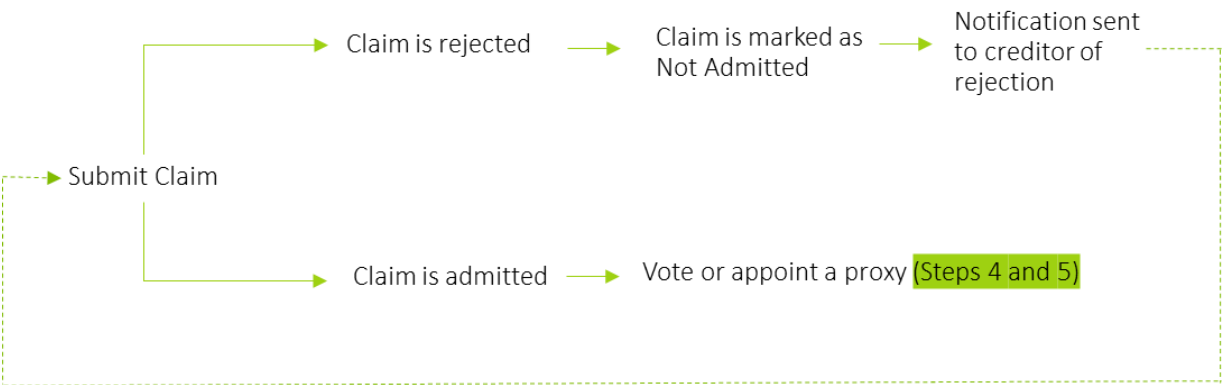 Claim is rejected
Claim is marked as
Not Admitted
Notification sent
to creditor of
rejection
Submit Claim
Claim is admitted
Vote or appoint a proxy (Steps 4 and 5)